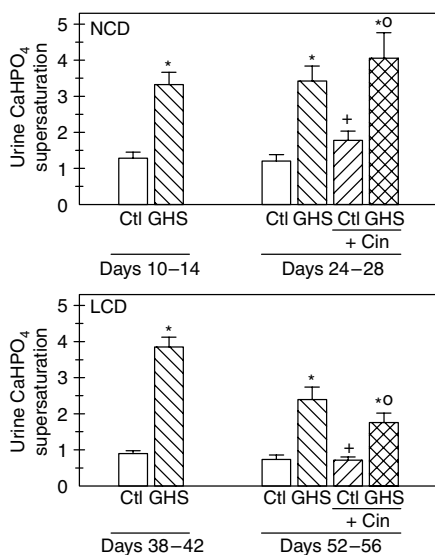 NCD
Urine CaHPO₄
supersaturation
5
4
3
2
1
0
*
*
+
*o
Ctl GHS
Ctl GHS Ctl GHS
+ Cin
Days 10–14
Days 24–28
LCD
Urine CaHPO₄
supersaturation
5
4
3
2
1
0
*
*
+
*o
Ctl GHS
Ctl GHS Ctl GHS
+ Cin
Days 38–42
Days 52–56